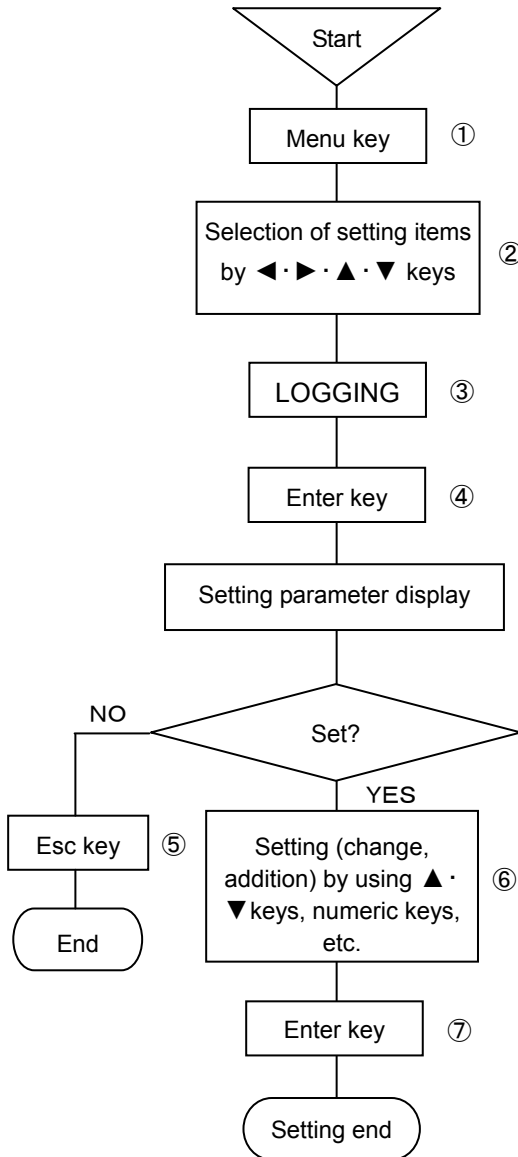 Start
Menu key ①
Selection of setting items
by ◄・►・▲・▼ keys
②
LOGGING ③
Enter key ④
Setting parameter display
Set?
NO
YES
Esc key ⑤
End
Setting (change,
addition) by using ▲・
▼keys, numeric keys,
etc.
⑥
Enter key ⑦
Setting end